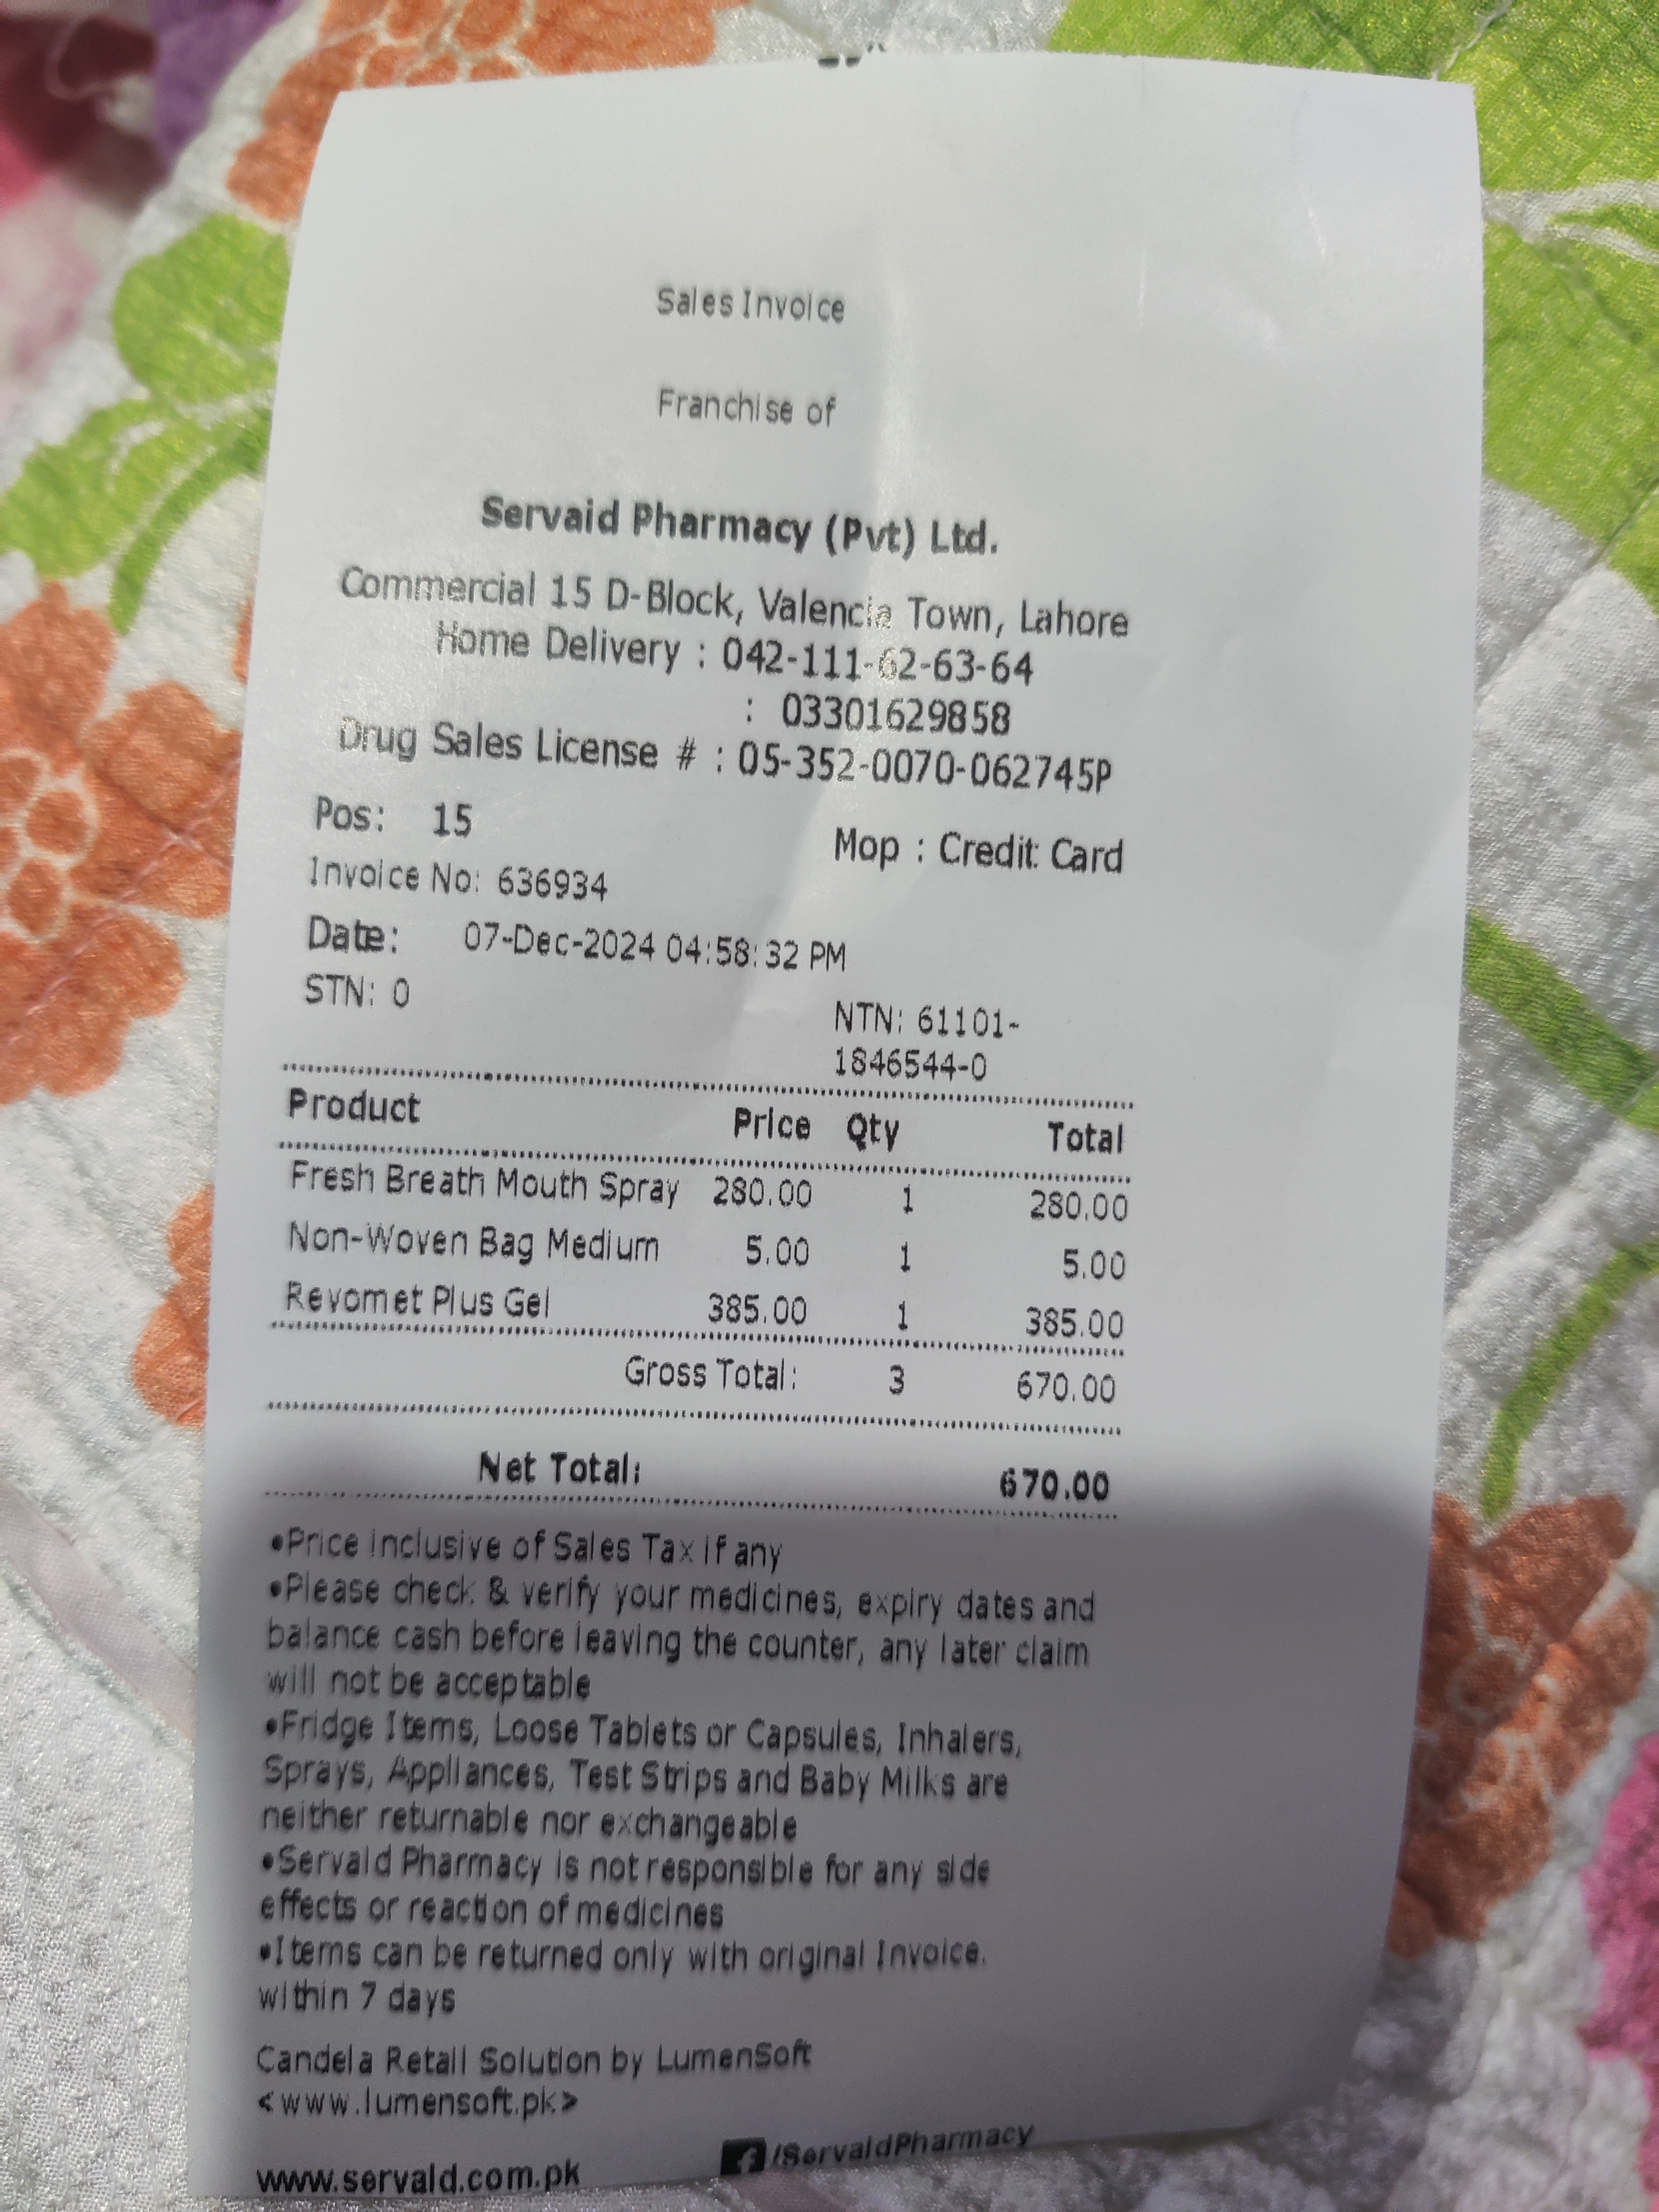 Sales Invoice
Franchise of
Servaid Pharmacy (Pvt) Ltd.
Commercial 15 D-Block, Valencia Town, Lahore
Home Delivery : 042-111-62-63-64
: 03301629858
Drug Sales License # : 05-352-0070-062745P
Pos: 15
Mop : Credit Card
Invoice No: 636934
Date: 07-Dec-2024 04:58:32 PM
STN: 0
NTN: 61101-
1846544-0
Product Price Qty Total
Fresh Breath Mouth Spray 280.00 1 280.00
Non-Woven Bag Medium 5.00 1 5.00
Revomet Plus Gel 385.00 1 385.00
Gross Total: 3 670.00
Net Total: 670.00
•Price inclusive of Sales Tax if any
•Please check & verify your medicines, expiry dates and
balance cash before leaving the counter, any later claim
will not be acceptable
•Fridge Items, Loose Tablets or Capsules, Inhalers,
Sprays, Appliances, Test Strips and Baby Milks are
neither returnable nor exchangeable
•Servaid Pharmacy is not responsible for any side
effects or reaction of medicines
•Items can be returned only with original Invoice.
within 7 days
Candela Retail Solution by LumenSoft
<www.lumensoft.pk>
www.servaid.com.pk
/ServaidPharmacy